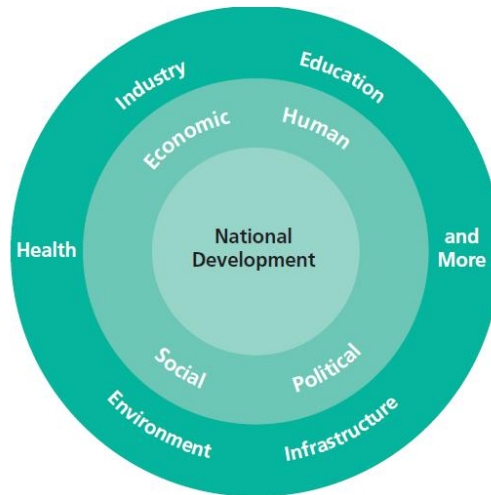 Industry
Education
Economic
Human
Health
National
Development
and
More
Social
Political
Environment
Infrastructure